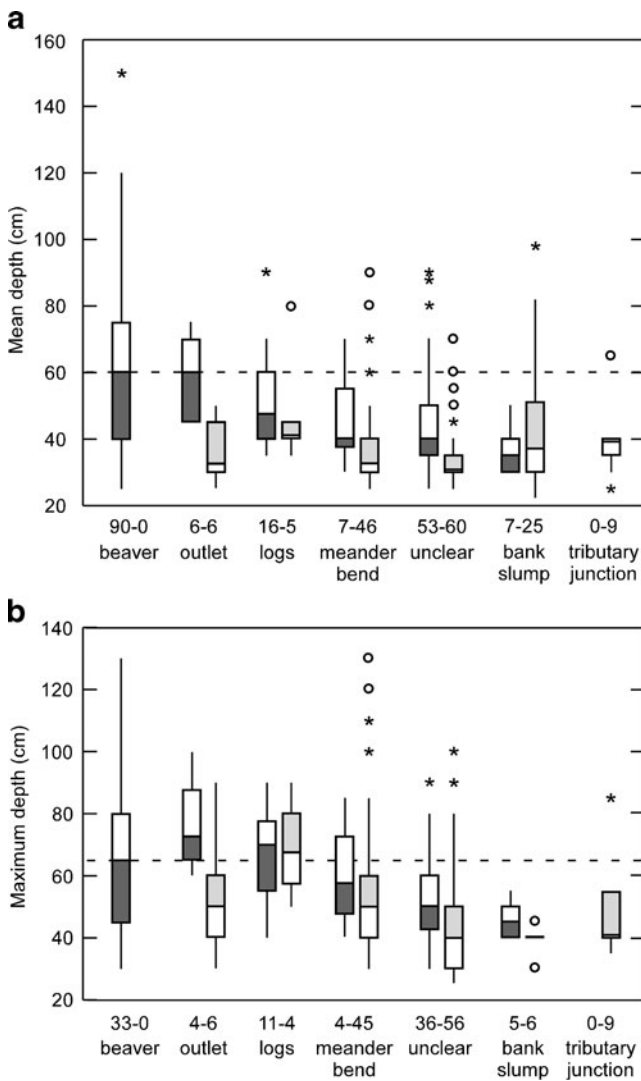 a
160
140
120
100
80
60
40
20
Mean depth (cm)
90-0 6-6 16-5 7-46 53-60 7-25 0-9
beaver outlet logs meander unclear bank tributary
bend slump junction
b
140
120
100
80
60
40
20
Maximum depth (cm)
33-0 4-6 11-4 4-45 36-56 5-6 0-9
beaver outlet logs meander unclear bank tributary
bend slump junction